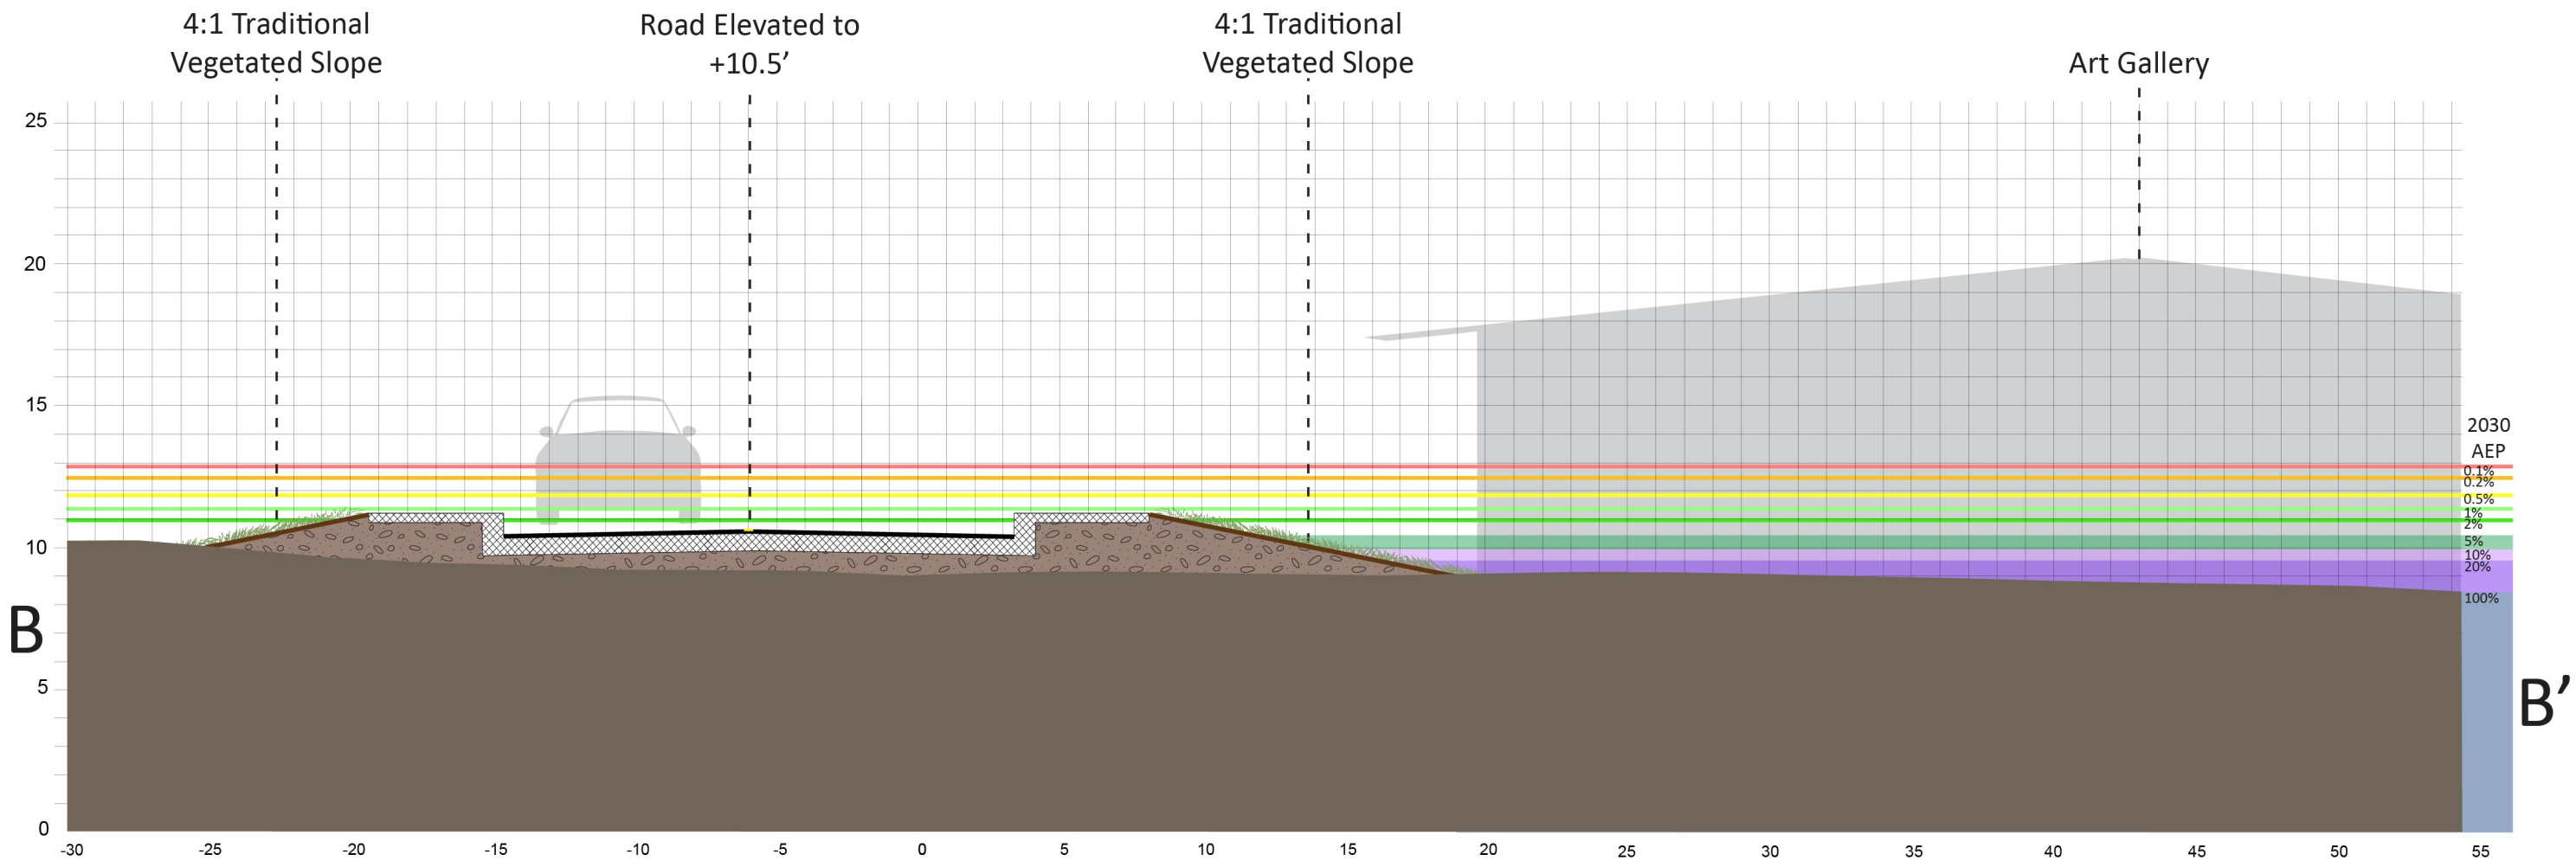 4:1 Traditional
Vegetated Slope
Road Elevated to
+10.5’
4:1 Traditional
Vegetated Slope
Art Gallery
25
20
15
10
5
0
2030
AEP
0.1%
0.2%
0.5%
1%
2%
5%
10%
20%
100%
B
B’
-30 -25 -20 -15 -10 -5 0 5 10 15 20 25 30 35 40 45 50 55